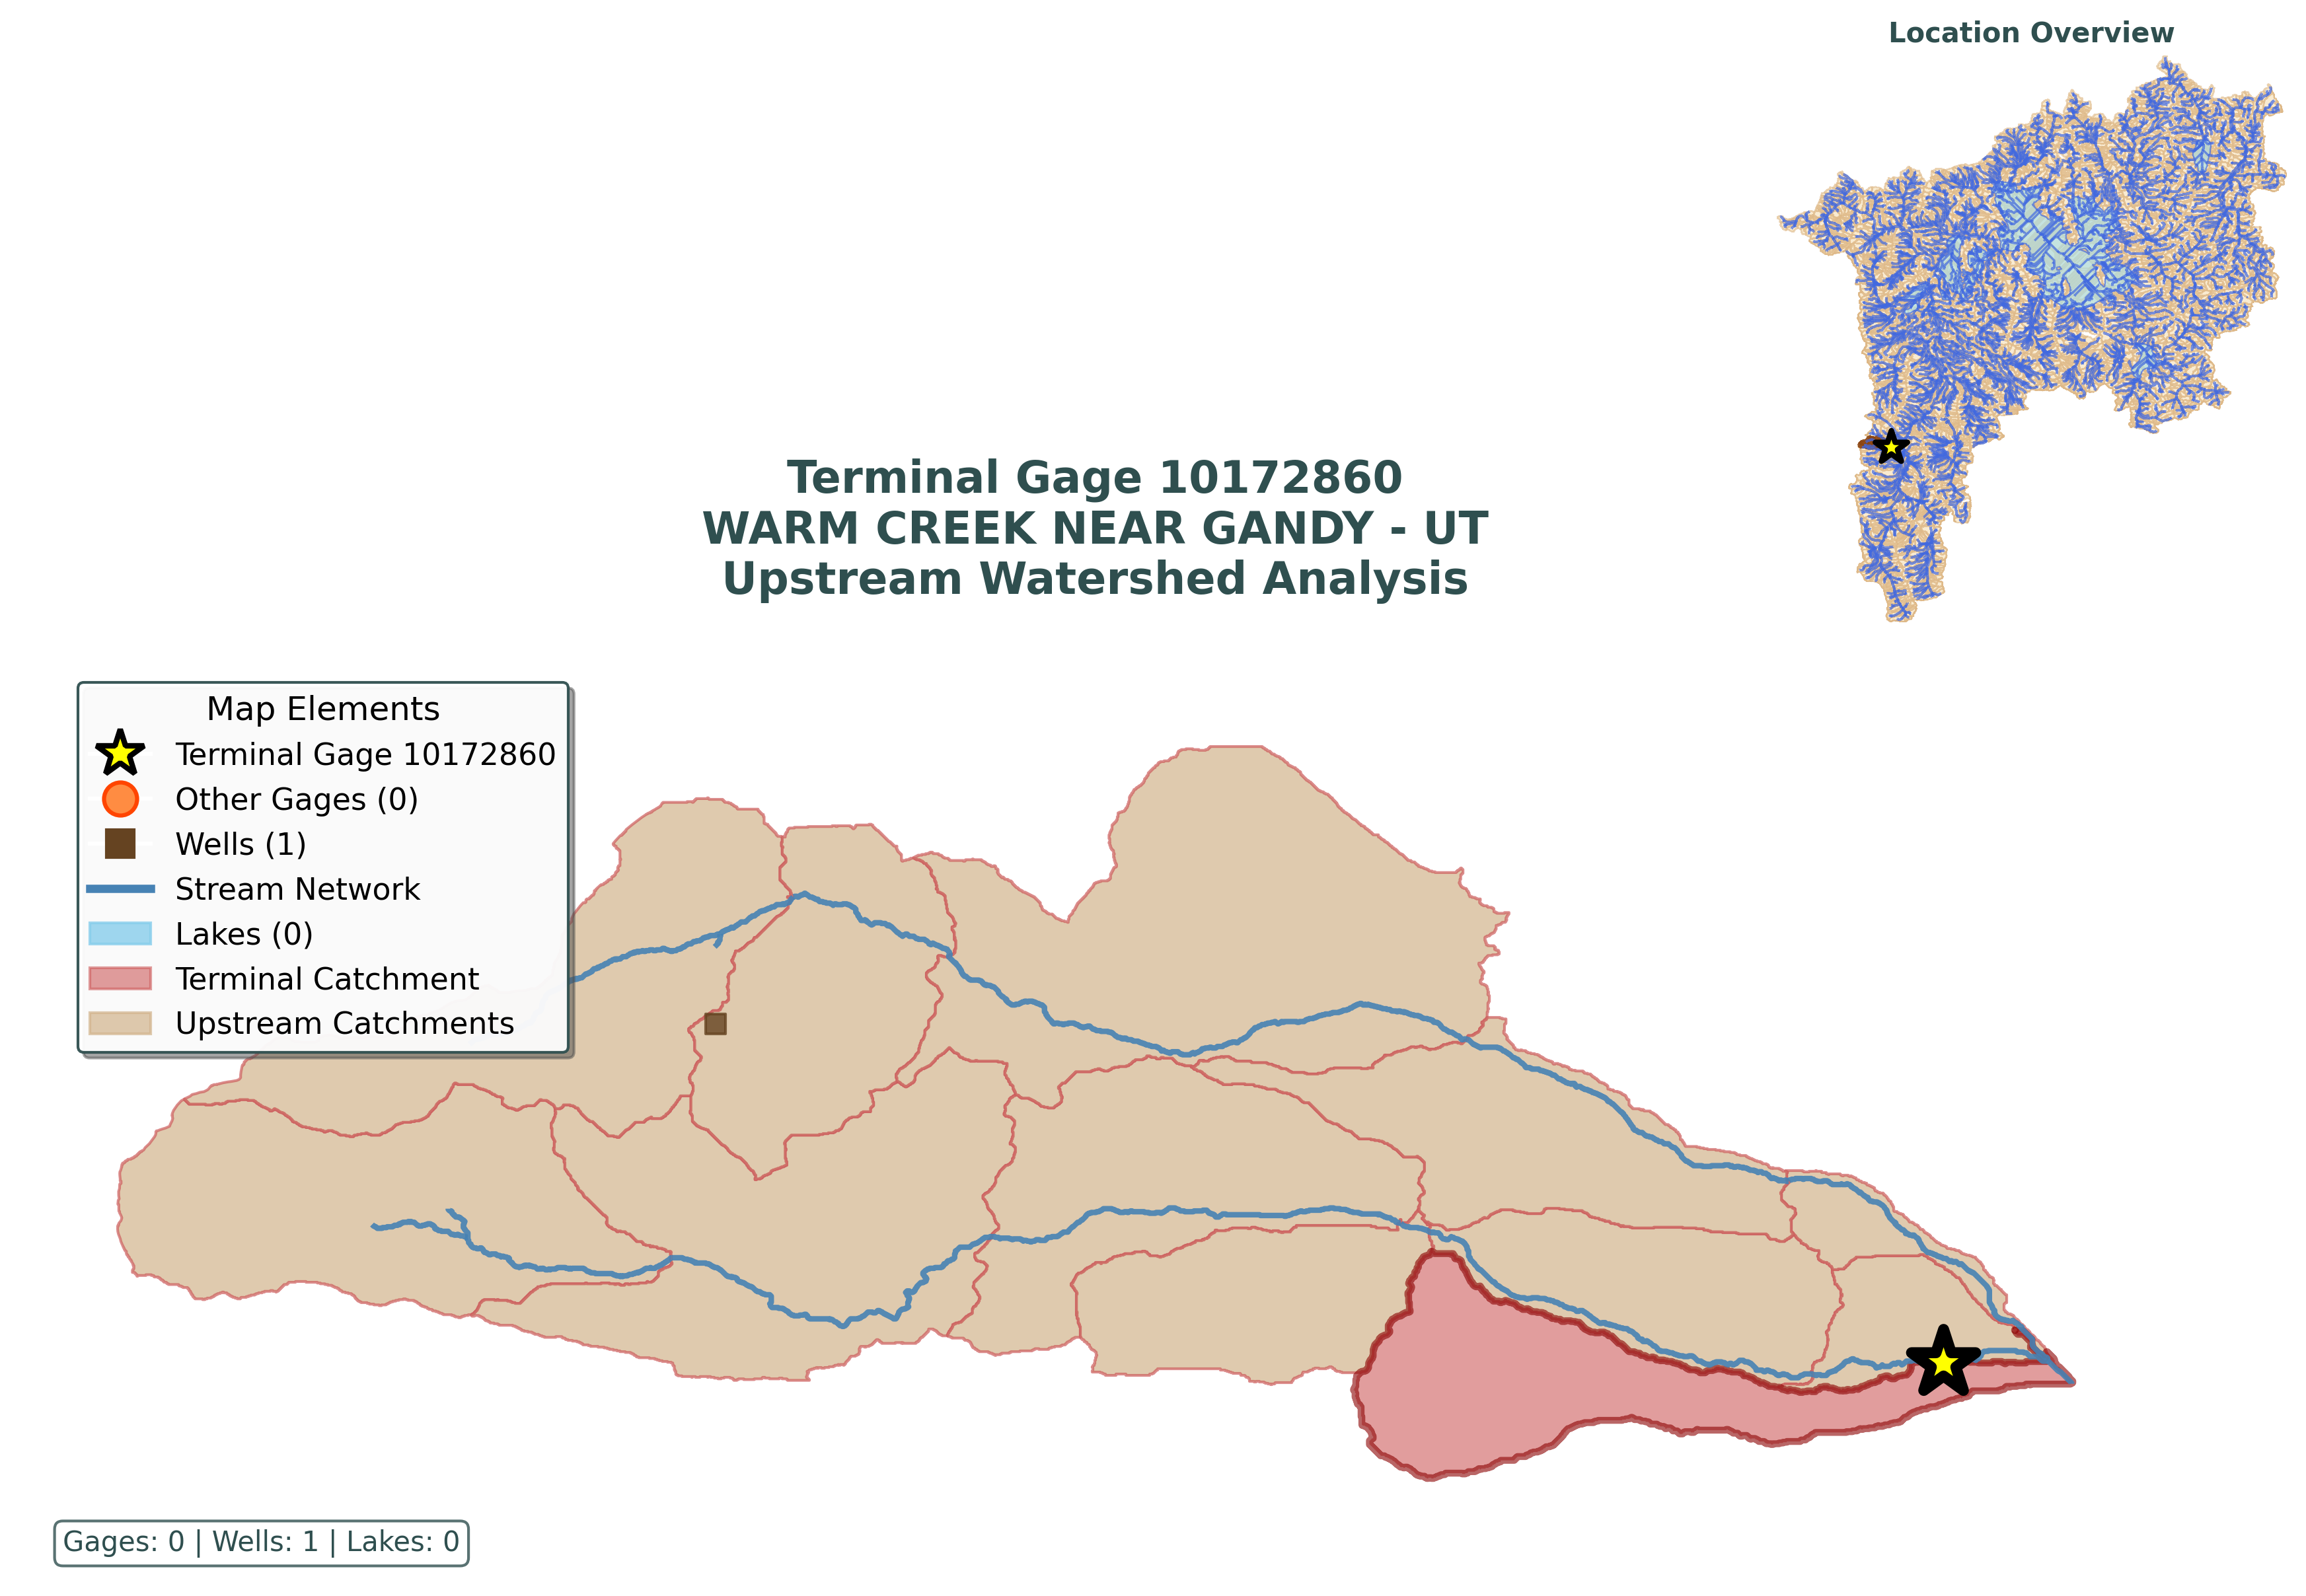 Location Overview
Terminal Gage 10172860
WARM CREEK NEAR GANDY - UT
Upstream Watershed Analysis
Map Elements
Terminal Gage 10172860
Other Gages (0)
Wells (1)
Stream Network
Lakes (0)
Terminal Catchment
Upstream Catchments
Gages: 0 | Wells: 1 | Lakes: 0